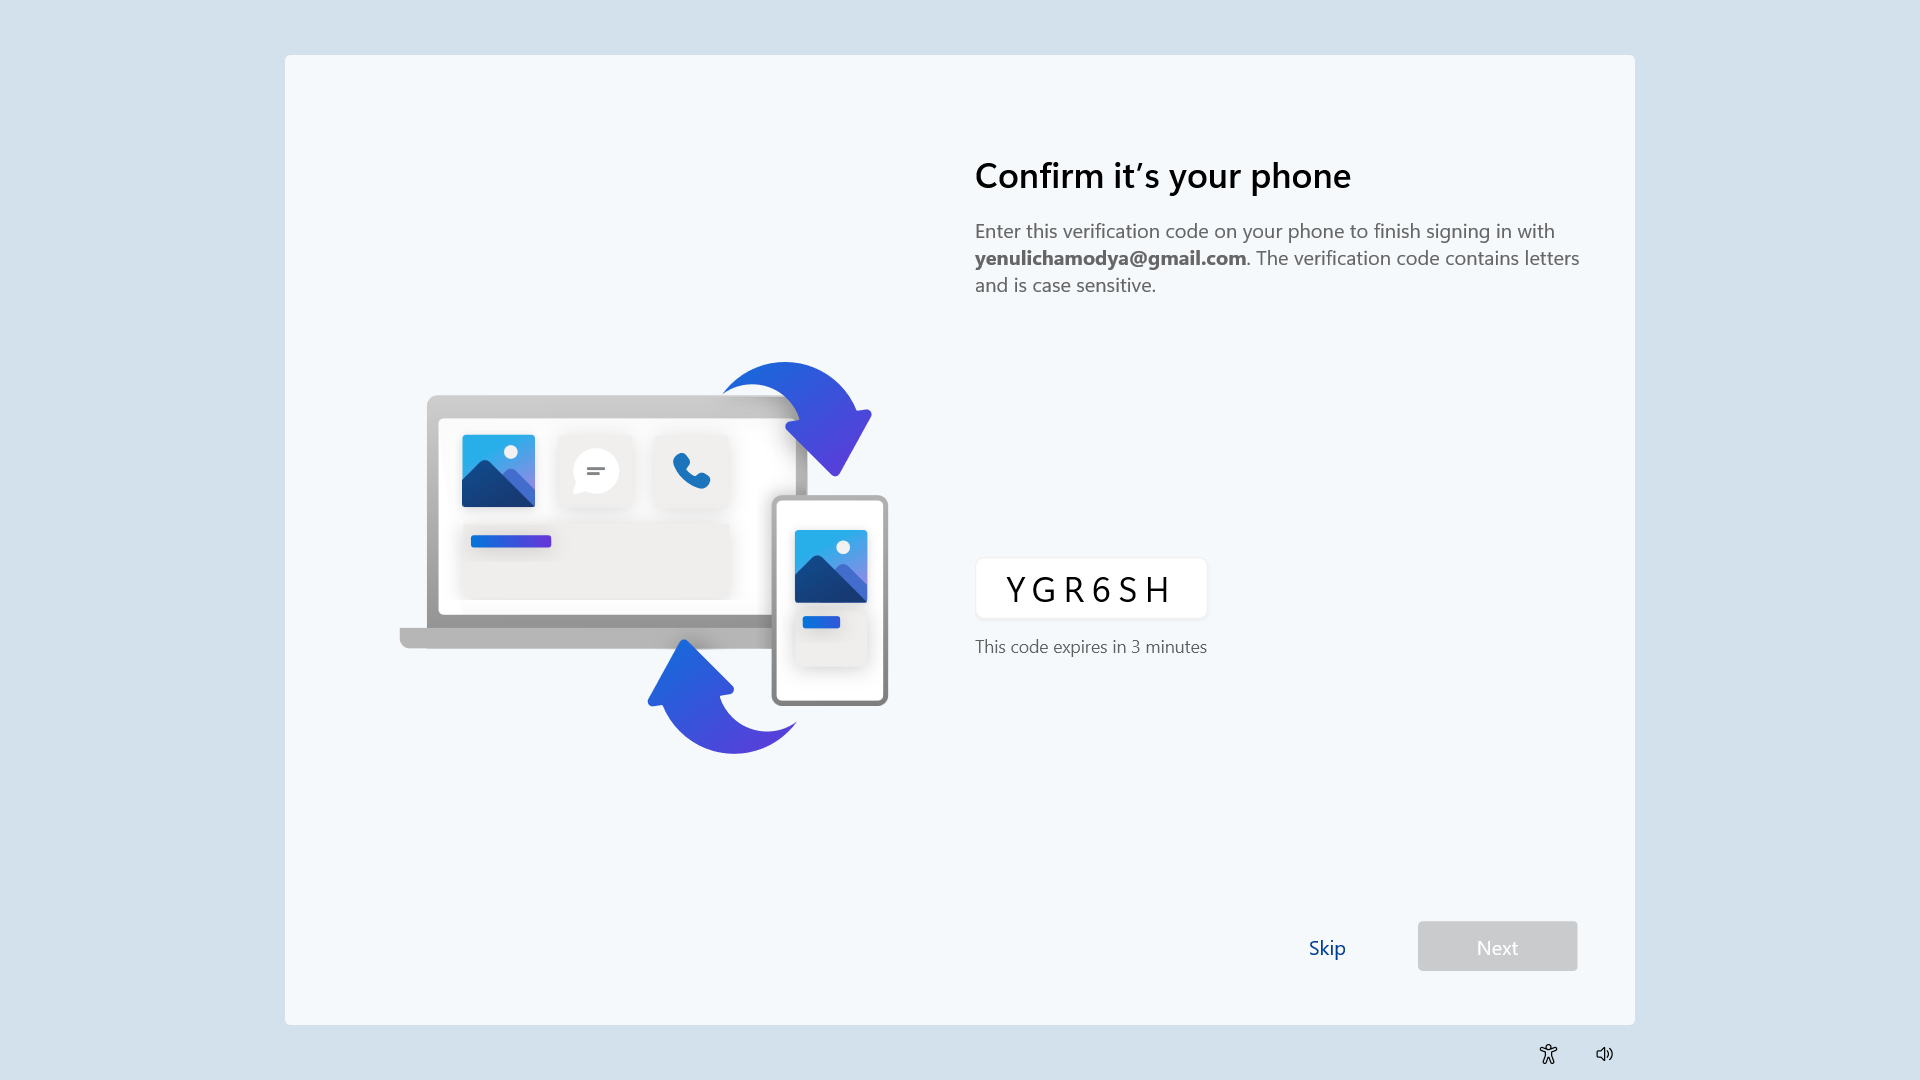 Confirm it’s your phone
Enter this verification code on your phone to finish signing in with
yenulichamodya@gmail.com. The verification code contains letters
and is case sensitive.
YGR6SH
This code expires in 3 minutes
Skip
Next